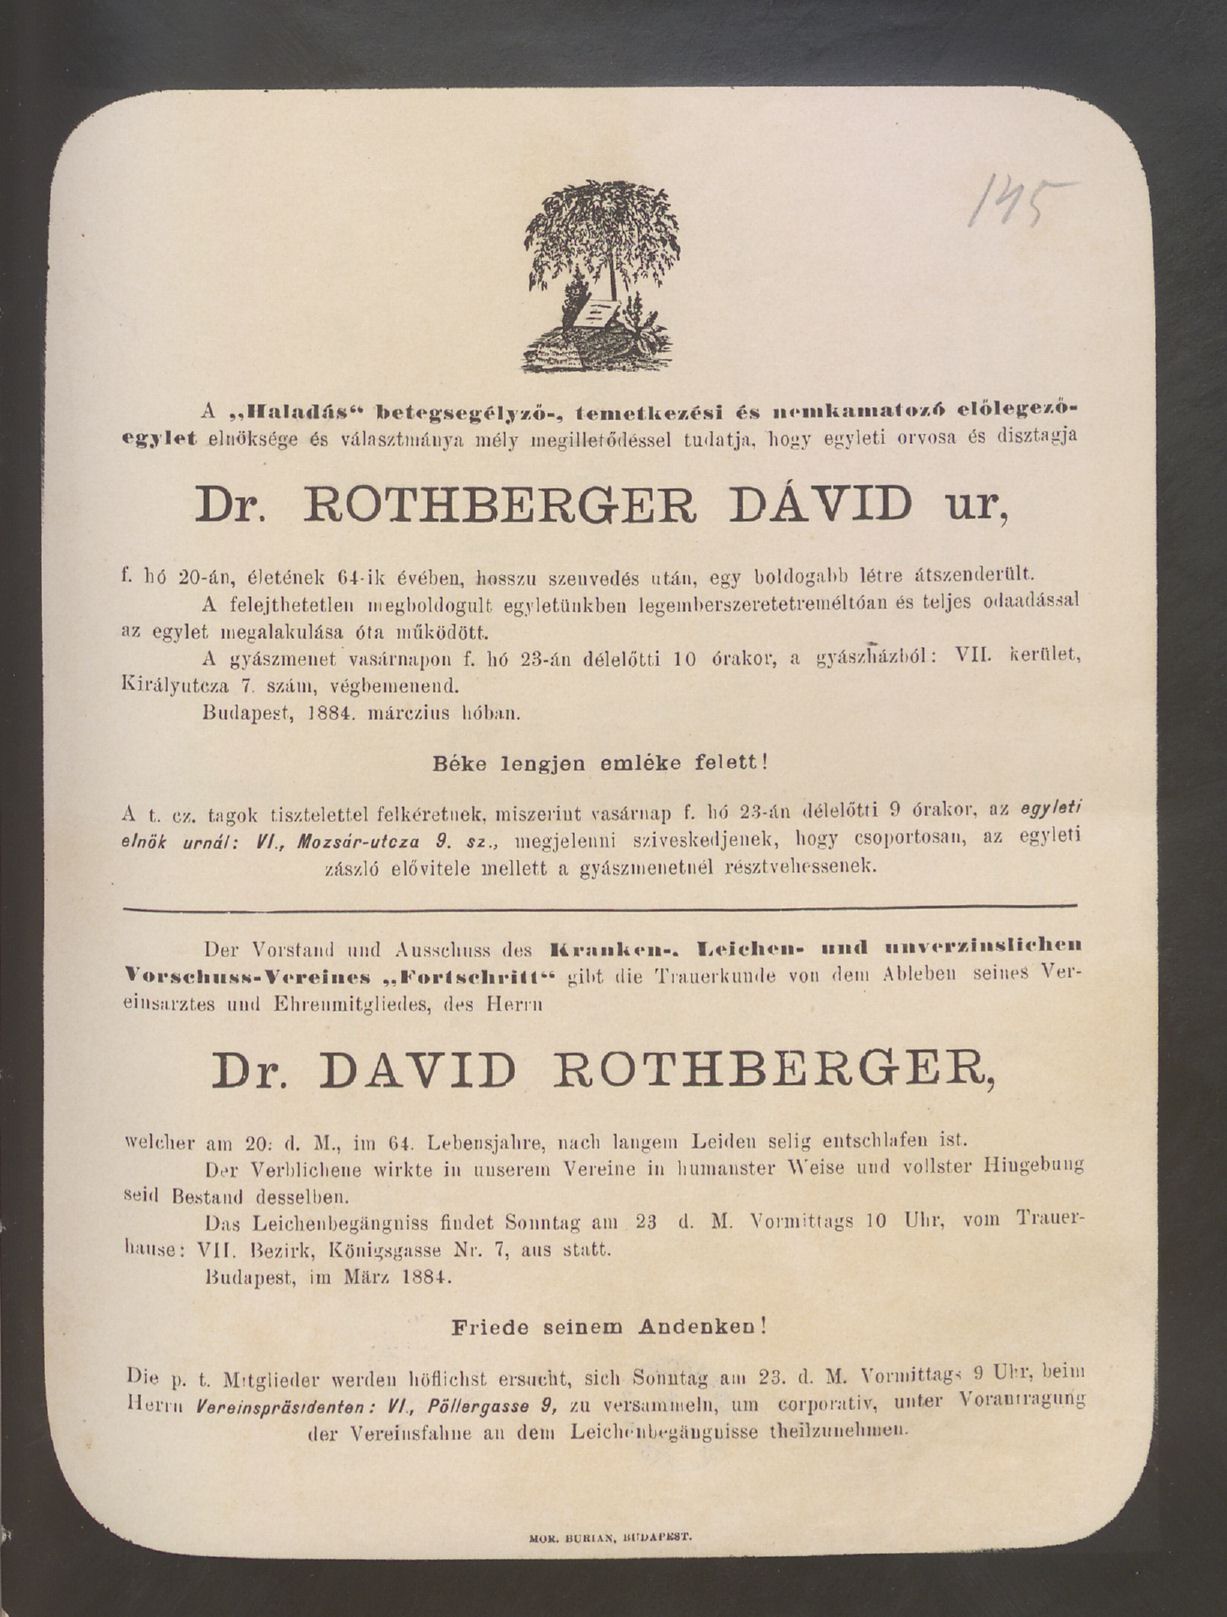 145
A „Haladás“ betegsegélyző-, temetkezési és nemkamatozó előlegező-
egylet elnöksége és választmánya mély megilletődéssel tudatja, hogy egyleti orvosa és disztagja
Dr. ROTHBERGER DÁVID ur,
f. hó 20-án, életének 64-ik évében, hosszu szenvedés után, egy boldogabb létre átszenderült.
A felejthetetlen megboldogult egyletünkben legemberszeretetreméltóan és teljes odaadással
az egylet megalakulása óta működött.
A gyászmenet vasárnapon f. hó 23-án délelőtti 10 órakor, a gyászházból: VII. kerület,
Királyutcza 7. szám, végbemenend.
Budapest, 1884. márczius hóban.
Béke lengjen emléke felett!
A t. cz. tagok tisztelettel felkéretnek, miszerint vasárnap f. hó 23-án délelőtti 9 órakor, az egyleti
elnök urnál: VI., Mozsár-utcza 9. sz., megjelenni sziveskedjenek, hogy csoportosan, az egyleti
zászló elővitele mellett a gyászmenetnél résztvehessenek.
Der Vorstand und Ausschuss des Kranken-, Leichen- und unverzinslichen
Vorschuss-Vereines „Fortschritt“ gibt die Trauerkunde von dem Ableben seines Ver-
einsarztes und Ehrenmitgliedes, des Herrn
Dr. DAVID ROTHBERGER,
welcher am 20. d. M., im 64. Lebensjahre, nach langem Leiden selig entschlafen ist.
Der Verblichene wirkte in unserem Vereine in humanster Weise und vollster Hingebung
seid Bestand desselben.
Das Leichenbegängniss findet Sonntag am 23 d. M. Vormittags 10 Uhr, vom Trauer-
hause: VII. Bezirk, Königsgasse Nr. 7, aus statt.
Budapest, im März 1884.
Friede seinem Andenken!
Die p. t. Mitglieder werden höflichst ersucht, sich Sonntag am 23. d. M. Vormittags 9 Uhr, beim
Herrn Vereinspräsidenten: VI., Pöllergasse 9, zu versammeln, um corporativ, unter Vorantragung
der Vereinsfahne an dem Leichenbegängnisse theilzunehmen.
MOR. BURIAN, BUDAPEST.